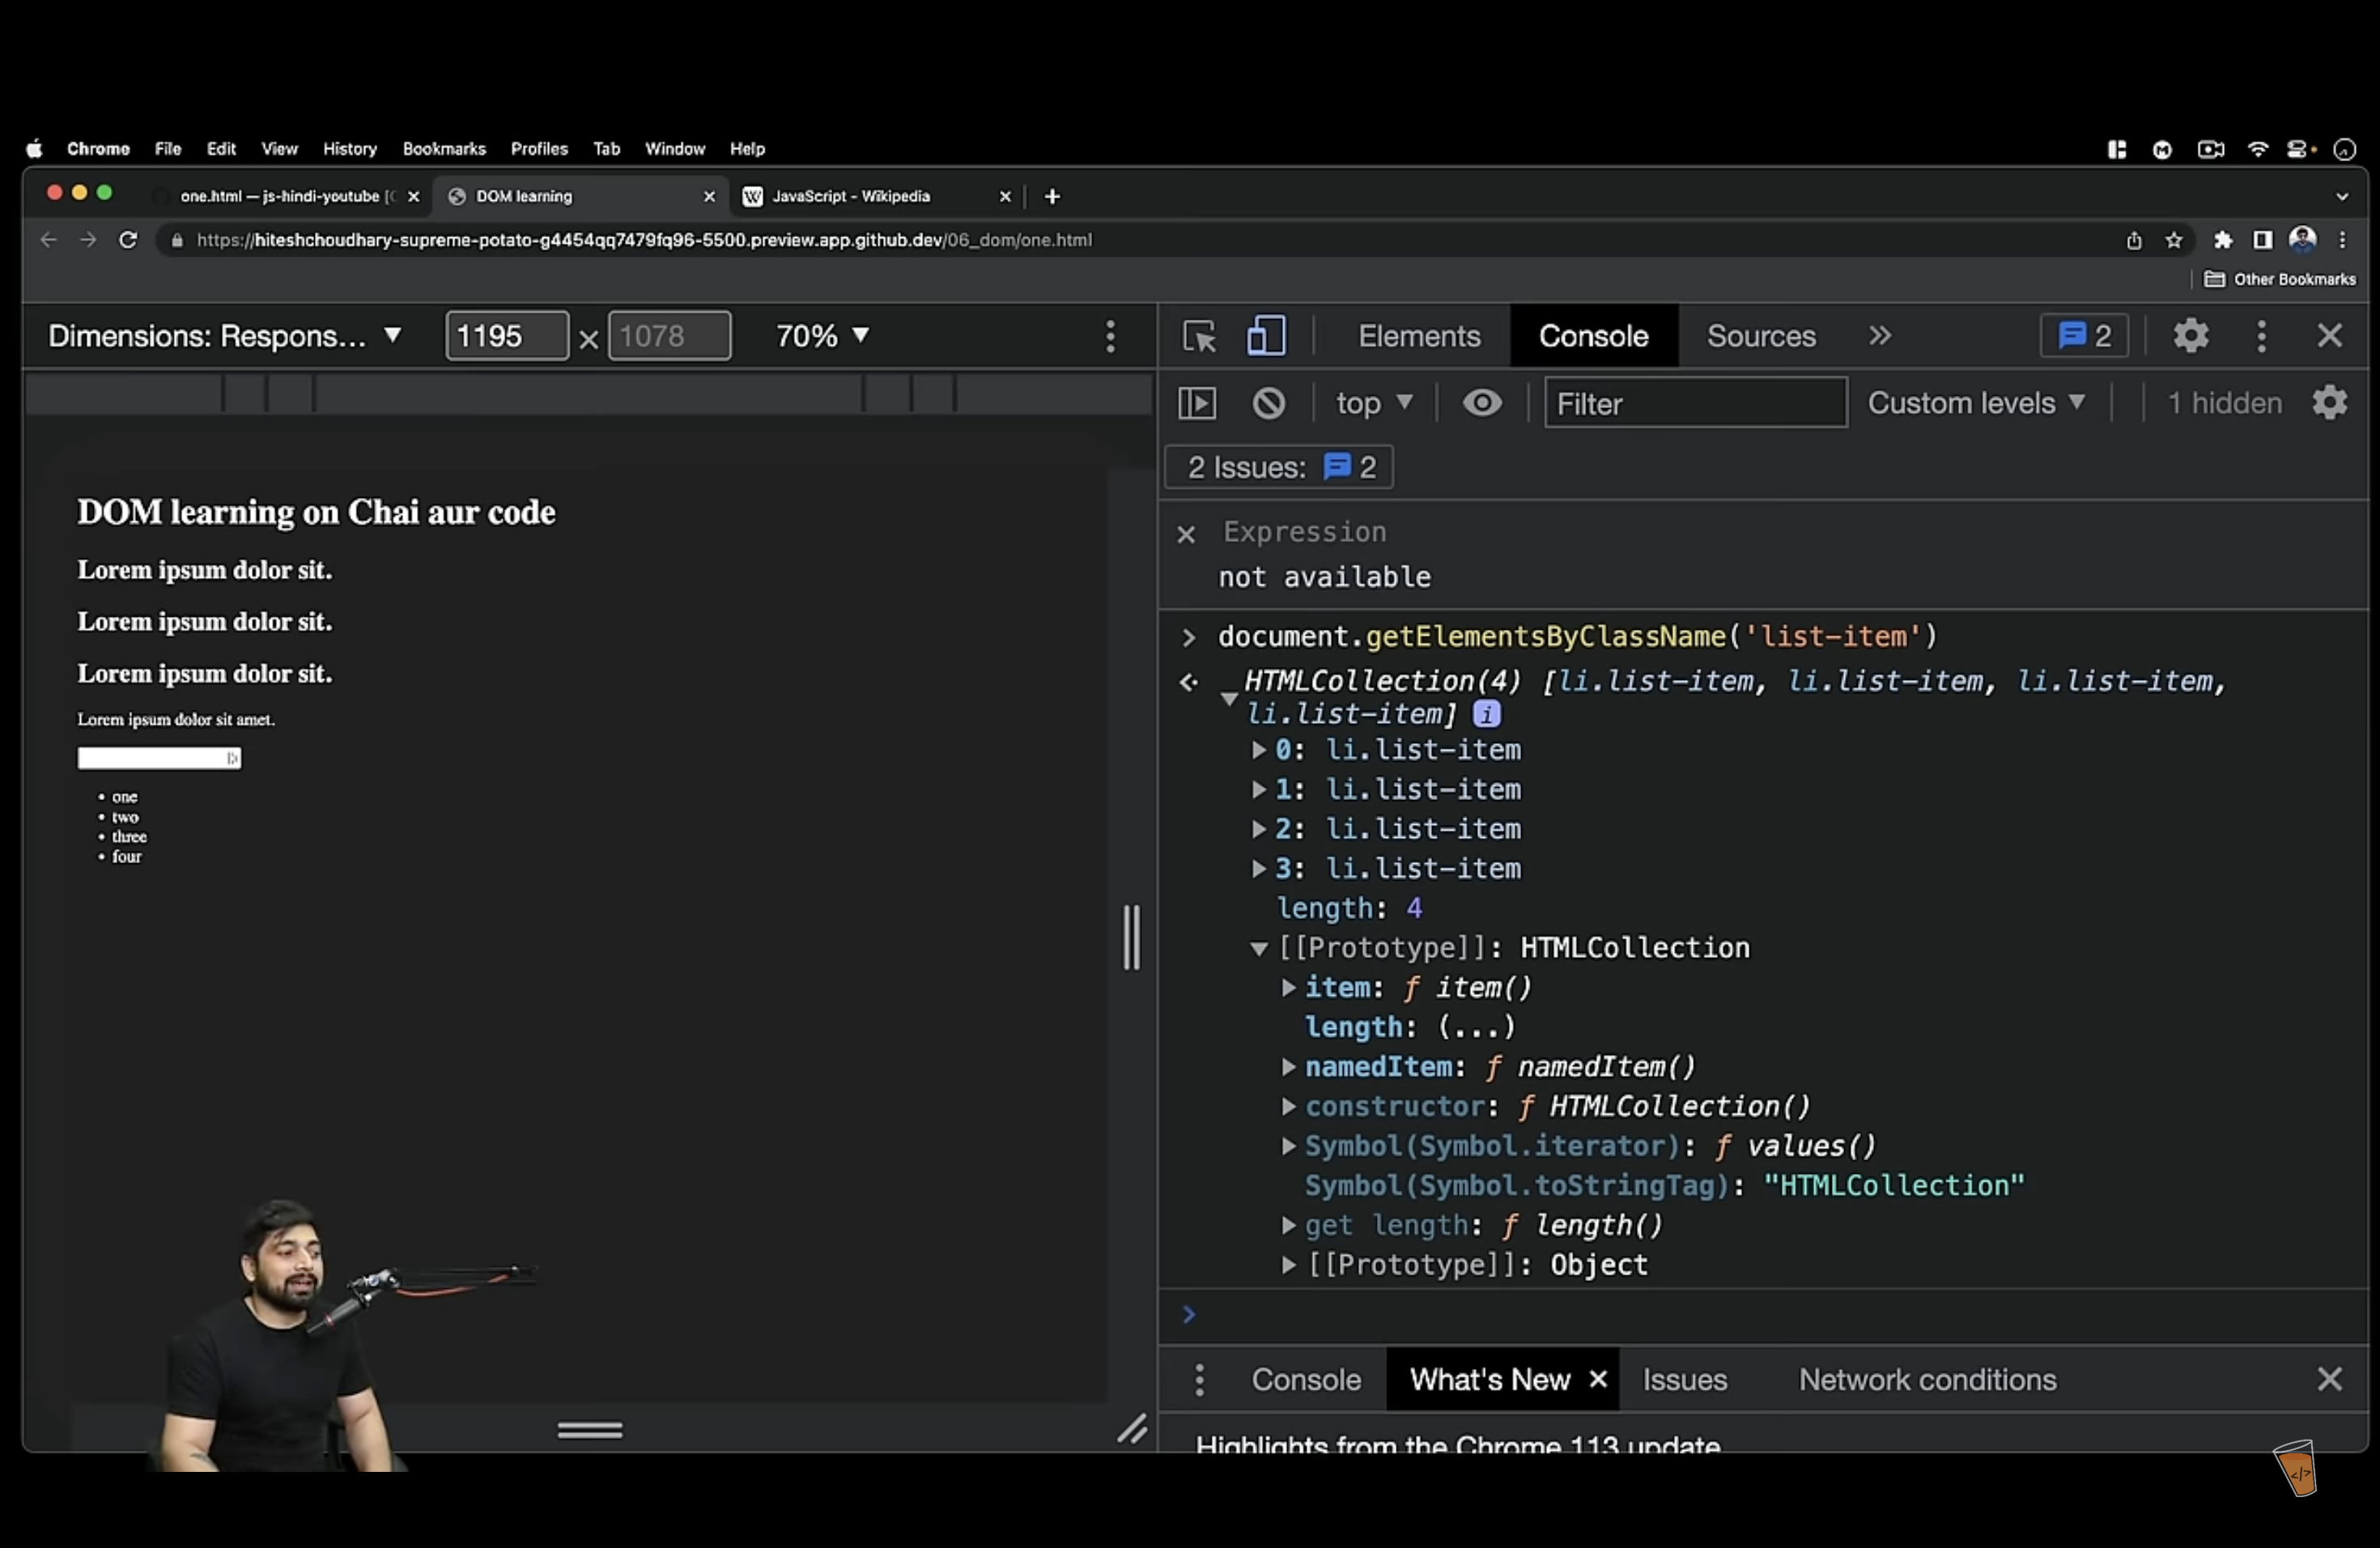 Chrome File Edit View History Bookmarks Profiles Tab Window Help
one.html — js-hindi-youtube [ DOM learning JavaScript - Wikipedia
https://hiteshchoudhary-supreme-potato-g4454qq7479fq96-5500.preview.app.github.dev/06_dom/one.html
Other Bookmarks
Dimensions: Respons... 1195 × 1078 70%
DOM learning on Chai aur code
Lorem ipsum dolor sit.
Lorem ipsum dolor sit.
Lorem ipsum dolor sit.
Lorem ipsum dolor sit amet.
• one
• two
• three
• four
Elements Console Sources 2
top Filter Custom levels 1 hidden
2 Issues: 2
Expression
not available
document.getElementsByClassName('list-item')
HTMLCollection(4) [li.list-item, li.list-item, li.list-item,
li.list-item] i
0: li.list-item
1: li.list-item
2: li.list-item
3: li.list-item
length: 4
[[Prototype]]: HTMLCollection
item: ƒ item()
length: (...)
namedItem: ƒ namedItem()
constructor: ƒ HTMLCollection()
Symbol(Symbol.iterator): ƒ values()
Symbol(Symbol.toStringTag): "HTMLCollection"
get length: ƒ length()
[[Prototype]]: Object
Console What's New Issues Network conditions
Highlights from the Chrome 113 update
</>